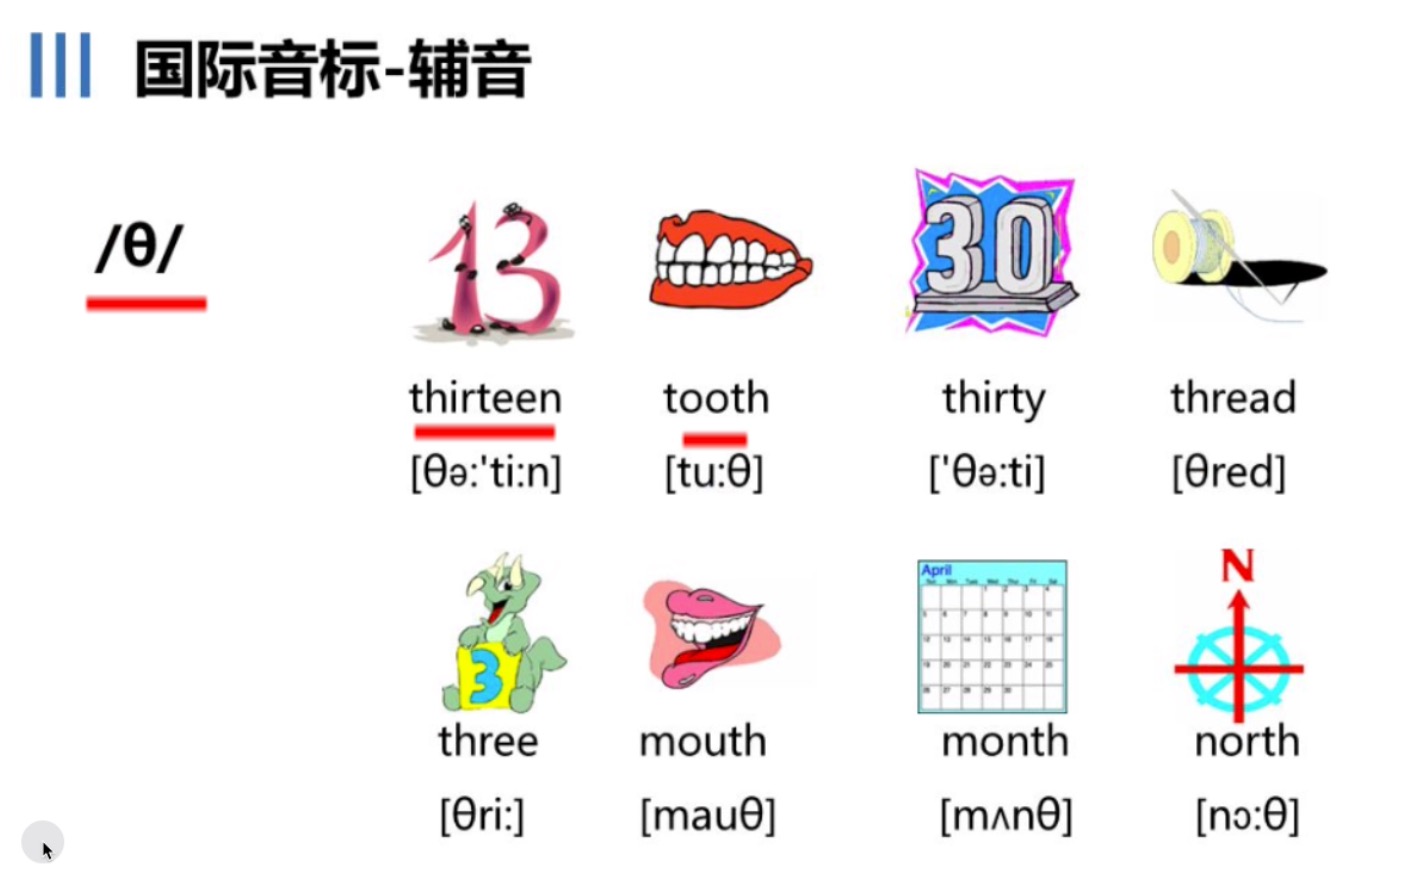 国际音标-辅音
/θ/
13
30
thirteen
tooth
thirty
thread
[θə:'ti:n]
[tu:θ]
['θə:ti]
[θred]
3
April
N
three
mouth
month
north
[θri:]
[mauθ]
[mʌnθ]
[nɔ:θ]